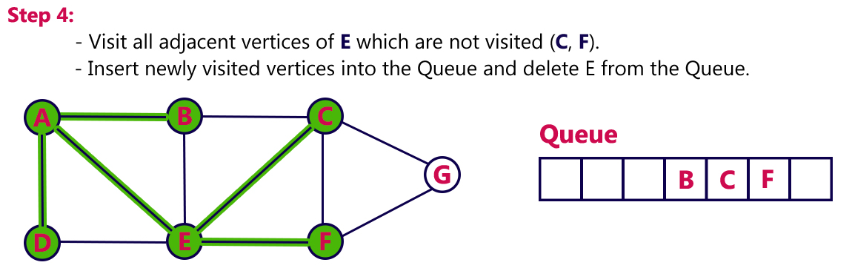 Step 4:
- Visit all adjacent vertices of E which are not visited (C, F).
- Insert newly visited vertices into the Queue and delete E from the Queue.
A B C
Queue
G
B C F
D E F